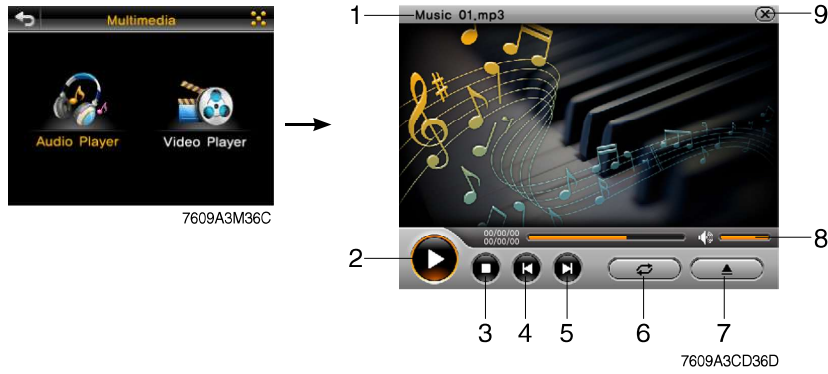 Multimedia
Audio Player
Video Player
7609A3M36C
1
Music 01.mp3
9
00/00/00
00/00/00
8
2
3
4
5
6
7
7609A3CD36D